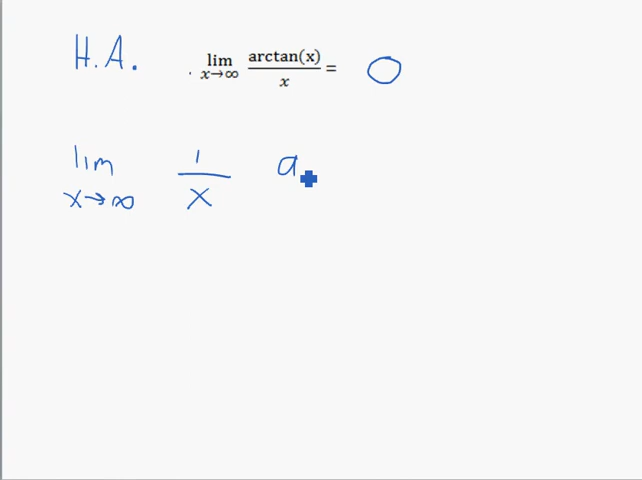 H.A. . lim x→∞ arctan(x)/x = 0
lim x→∞ 1/x a